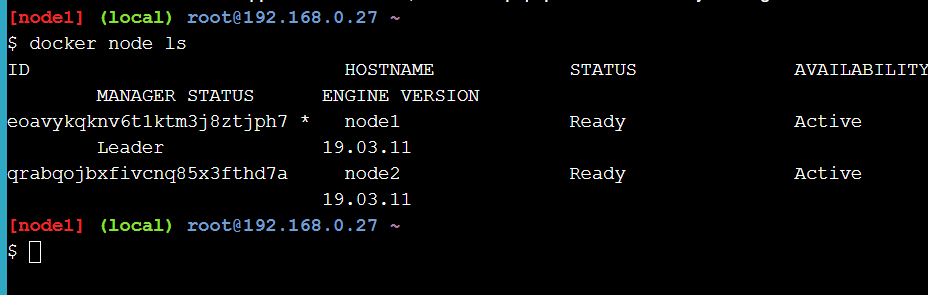 [node1] (local) root@192.168.0.27 ~
$ docker node ls
ID HOSTNAME STATUS AVAILABILITY
MANAGER STATUS ENGINE VERSION
eoavykqknv6t1ktm3j8ztjph7 * node1 Ready Active
Leader 19.03.11
qrabqojbxfivcnq85x3fthd7a node2 Ready Active
19.03.11
[node1] (local) root@192.168.0.27 ~
$